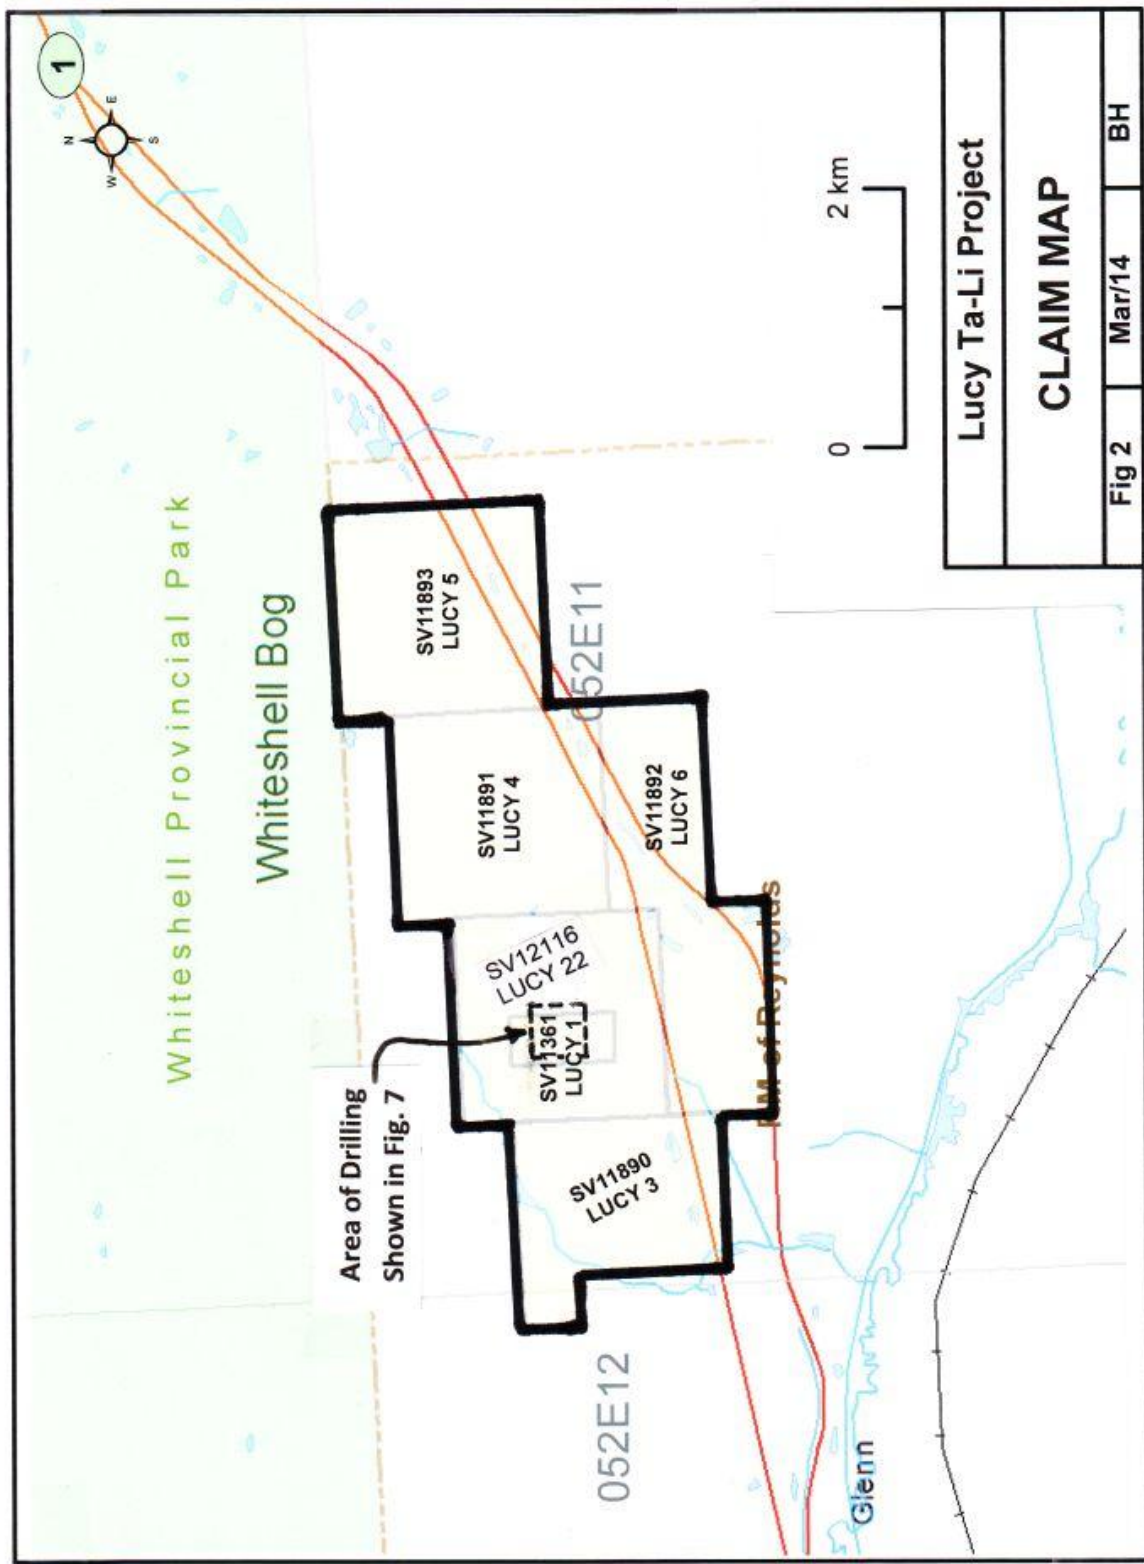 1
N
W
E
S
Whiteshell Provincial Park
Whiteshell Bog
Area of Drilling
Shown in Fig. 7
SV11893
LUCY 5
SV11891
LUCY 4
SV12116
LUCY 22
SV11361
LUCY 1
SV11890
LUCY 3
SV11892
LUCY 6
052E11
052E12
RM of Reynolds
Glenn
0
2 km
Lucy Ta-Li Project
CLAIM MAP
Fig 2
Mar/14
BH